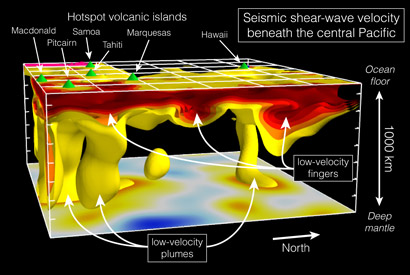 Hotspot volcanic islands
Seismic shear-wave velocity
beneath the central Pacific
Macdonald
Samoa
Pitcairn
Tahiti
Marquesas
Hawaii
Ocean
floor
low-velocity
fingers
1000 km
low-velocity
plumes
Deep
mantle
North